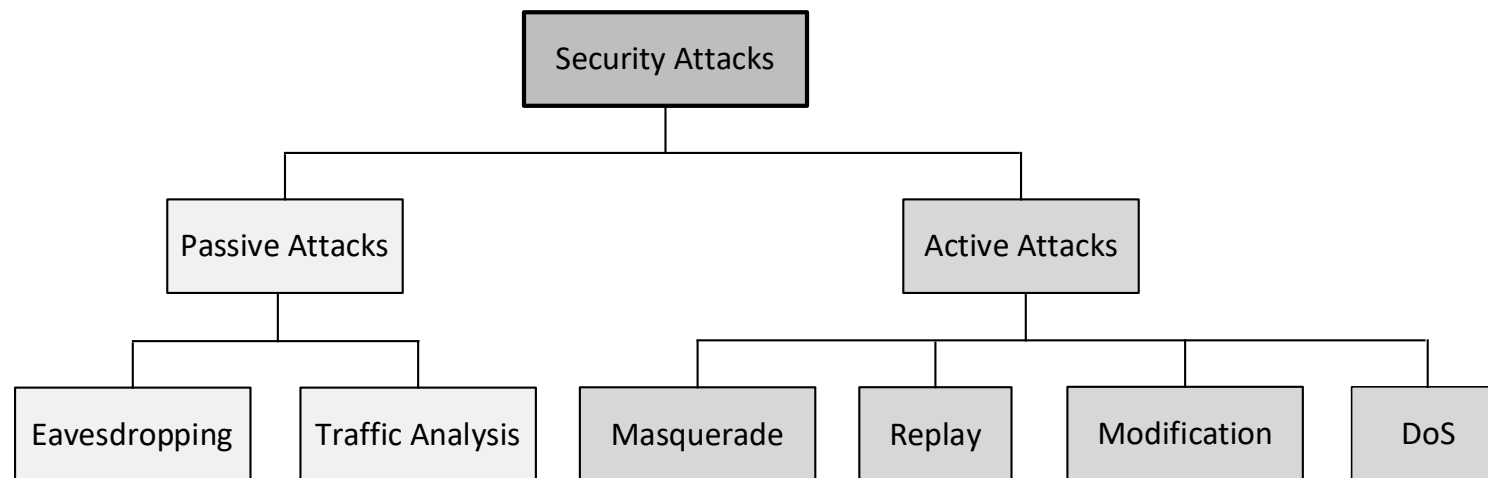 Security Attacks
Passive Attacks
Active Attacks
Eavesdropping
Traffic Analysis
Masquerade
Replay
Modification
DoS